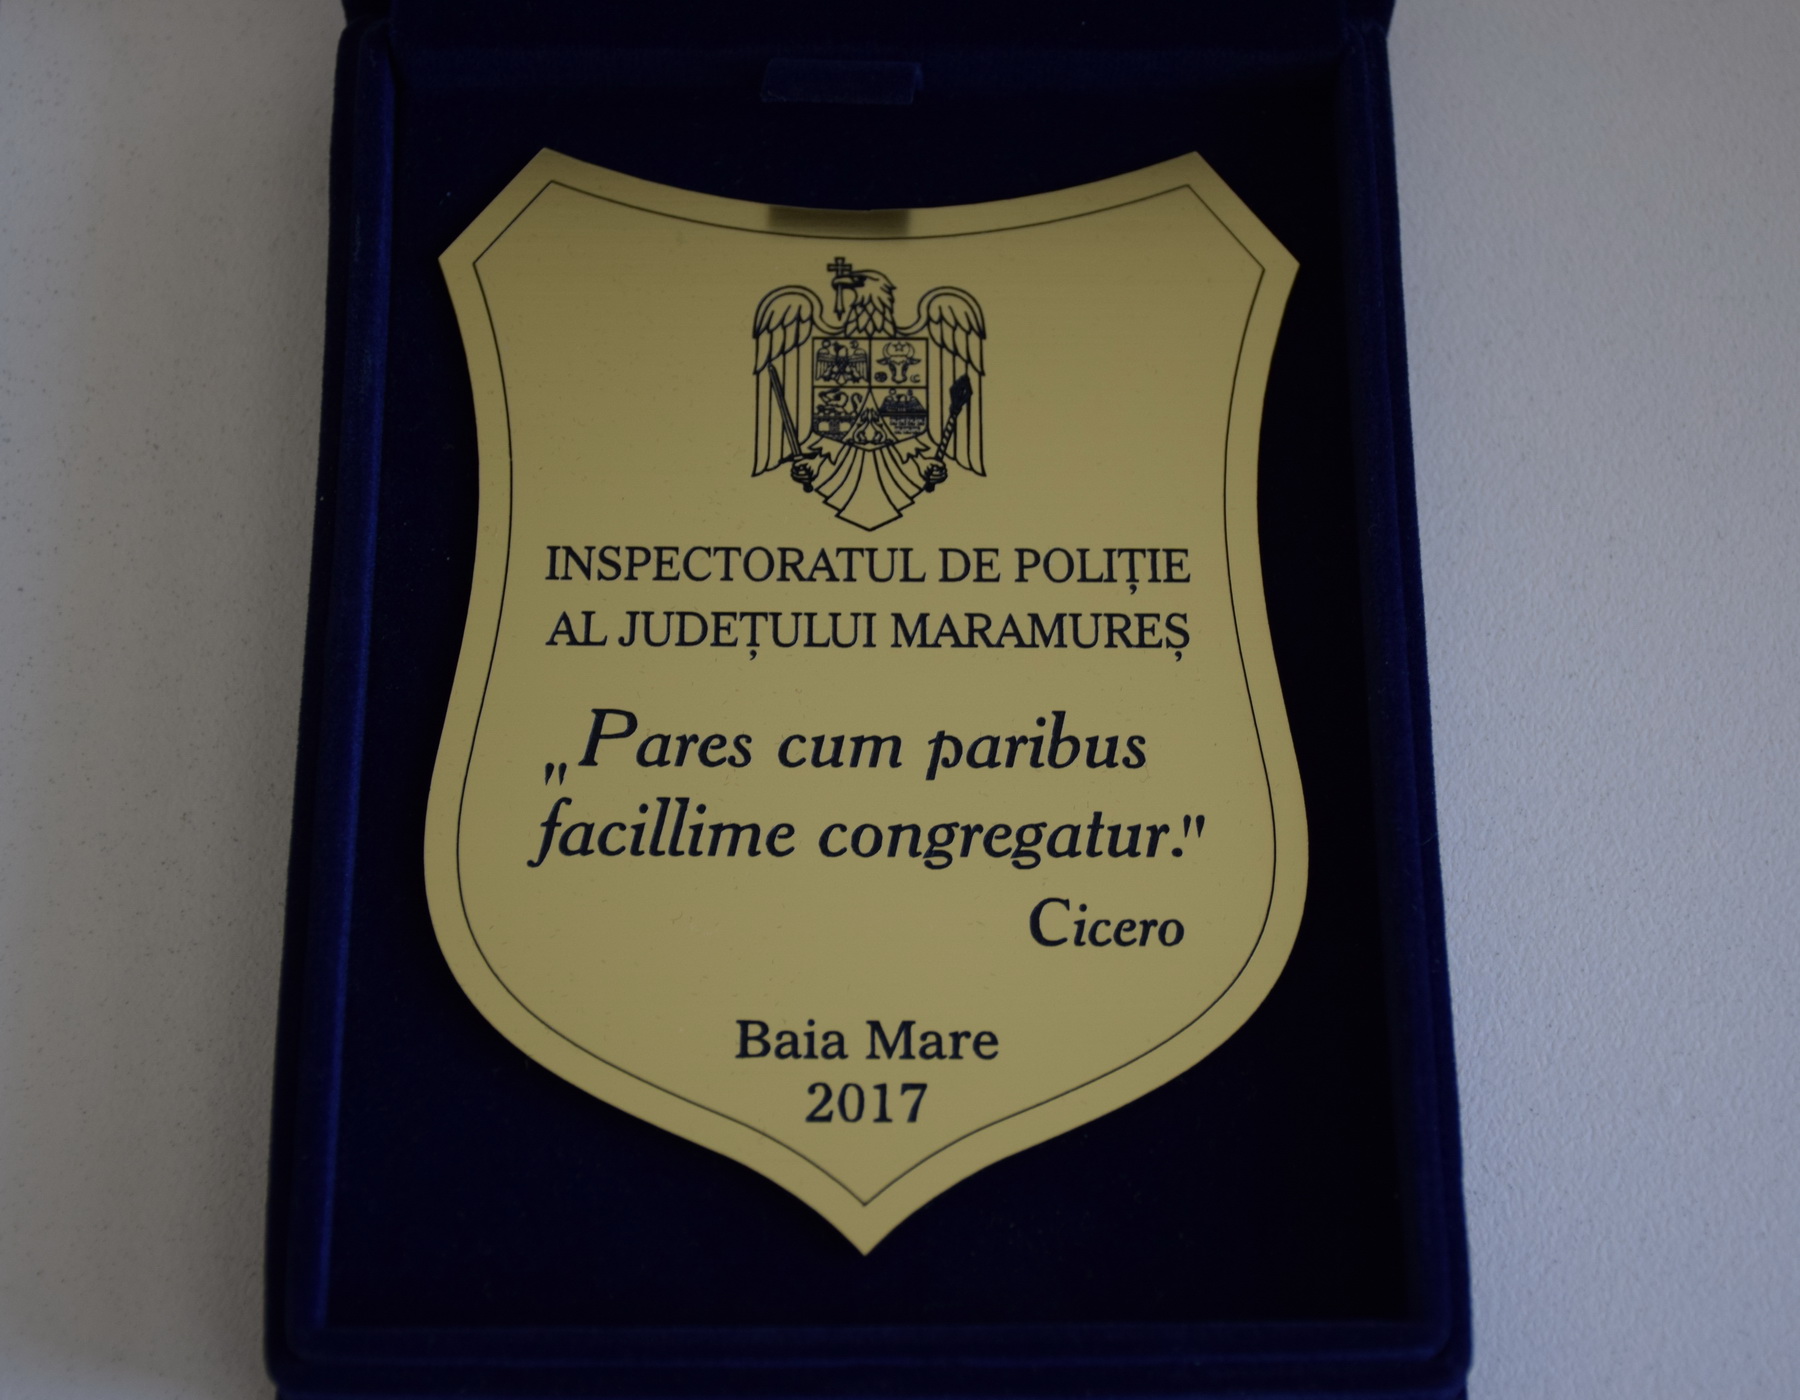 INSPECTORATUL DE POLIȚIE
AL JUDEȚULUI MARAMUREȘ
„Pares cum paribus
facillime congregatur."
Cicero
Baia Mare
2017